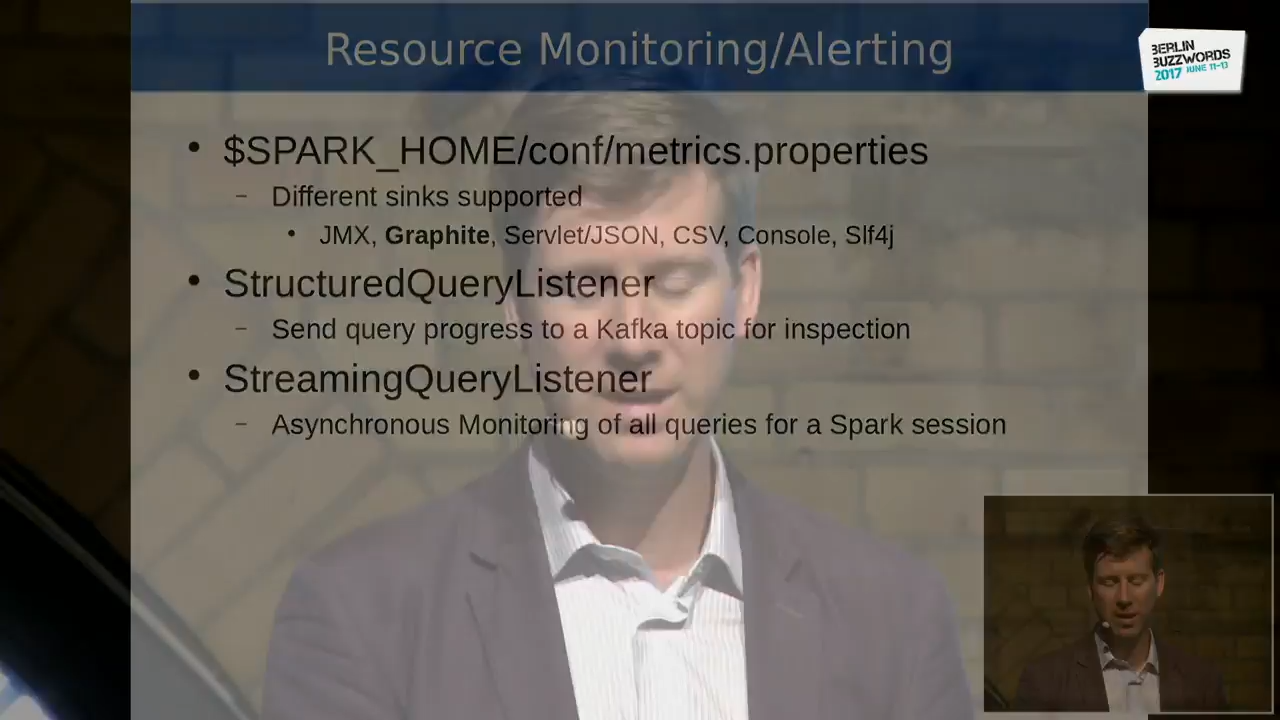 Resource Monitoring/Alerting
BERLIN
BUZZWORDS
2017 JUNE 11-13
• $SPARK_HOME/conf/metrics.properties
– Different sinks supported
• JMX, Graphite, Servlet/JSON, CSV, Console, Slf4j
• StructuredQueryListener
– Send query progress to a Kafka topic for inspection
• StreamingQueryListener
– Asynchronous Monitoring of all queries for a Spark session